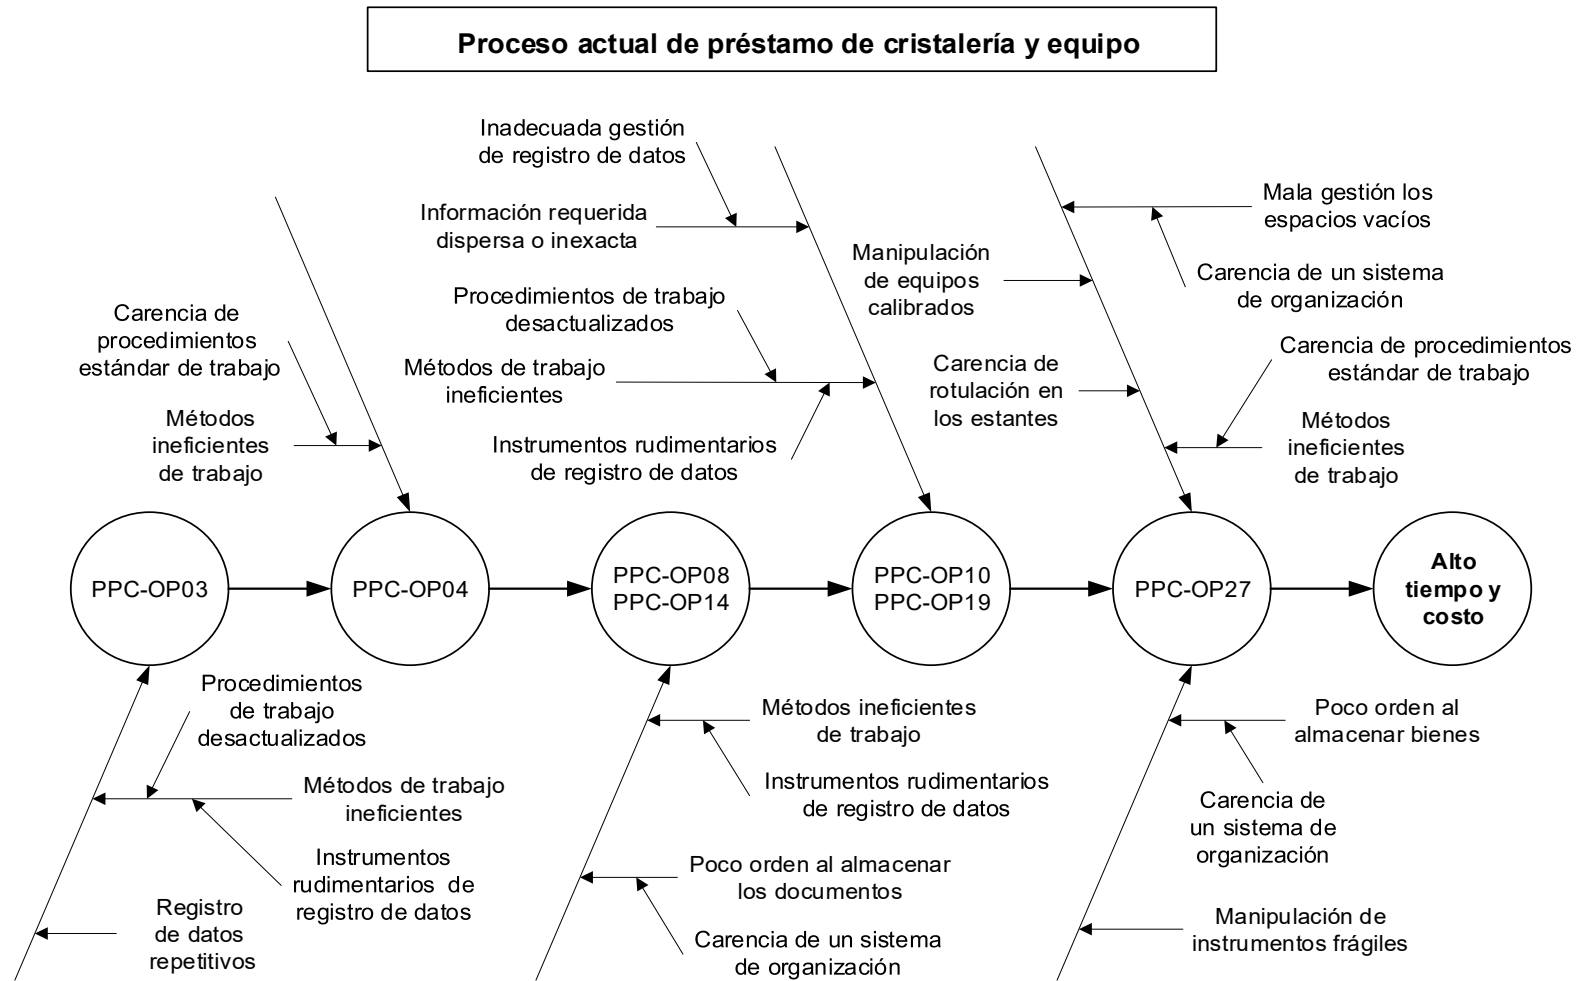 Proceso actual de préstamo de cristalería y equipo
Inadecuada gestión
de registro de datos
Información requerida
dispersa o inexacta
Procedimientos de trabajo
desactualizados
Métodos de trabajo
ineficientes
Instrumentos rudimentarios
de registro de datos
Carencia de
procedimientos
estándar de trabajo
Métodos
ineficientes
de trabajo
Mala gestión los
espacios vacíos
Carencia de un sistema
de organización
Manipulación
de equipos
calibrados
Carencia de
rotulación en
los estantes
Carencia de procedimientos
estándar de trabajo
Métodos
ineficientes
de trabajo
PPC-OP03
PPC-OP04
PPC-OP08
PPC-OP14
PPC-OP10
PPC-OP19
PPC-OP27
Alto
tiempo y
costo
Procedimientos
de trabajo
desactualizados
Métodos de trabajo
ineficientes
Instrumentos
rudimentarios de
registro de datos
Registro
de datos
repetitivos
Métodos ineficientes
de trabajo
Instrumentos rudimentarios
de registro de datos
Poco orden al almacenar
los documentos
Carencia de un sistema
de organización
Poco orden al
almacenar bienes
Carencia de
un sistema de
organización
Manipulación de
instrumentos frágiles